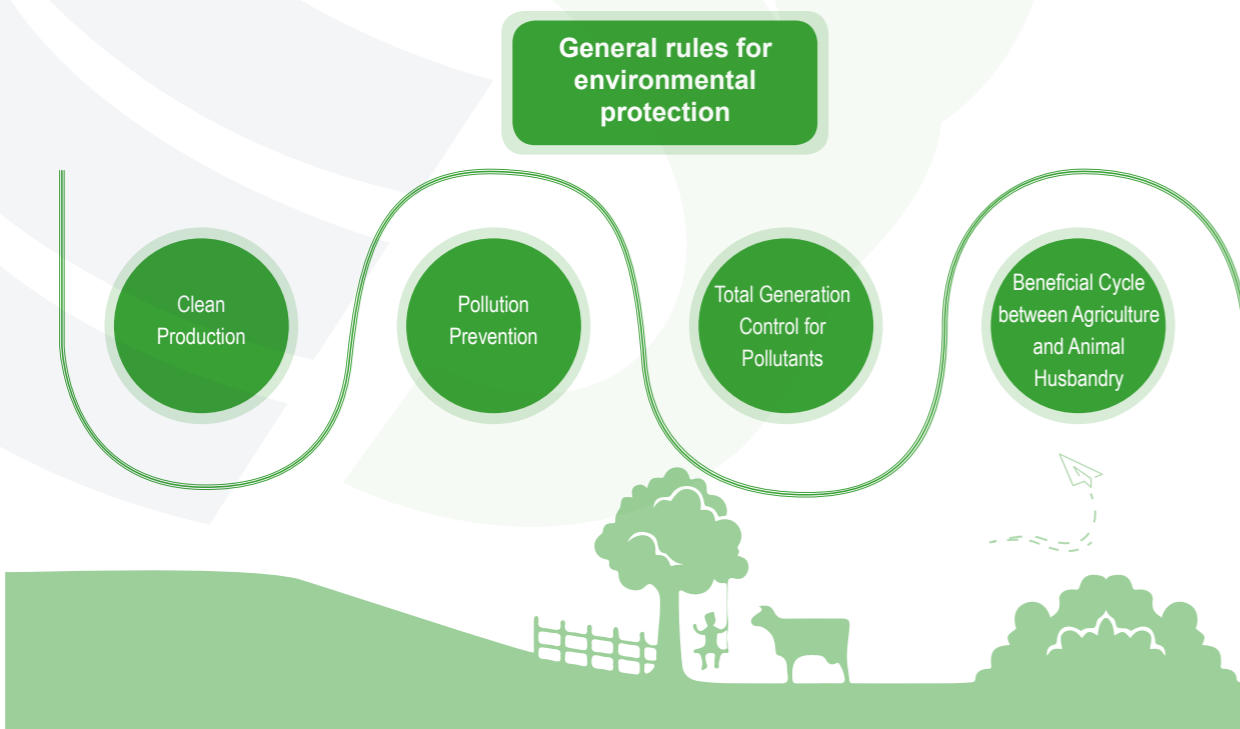 General rules for
environmental
protection
Clean
Production
Pollution
Prevention
Total Generation
Control for
Pollutants
Beneficial Cycle
between Agriculture
and Animal
Husbandry